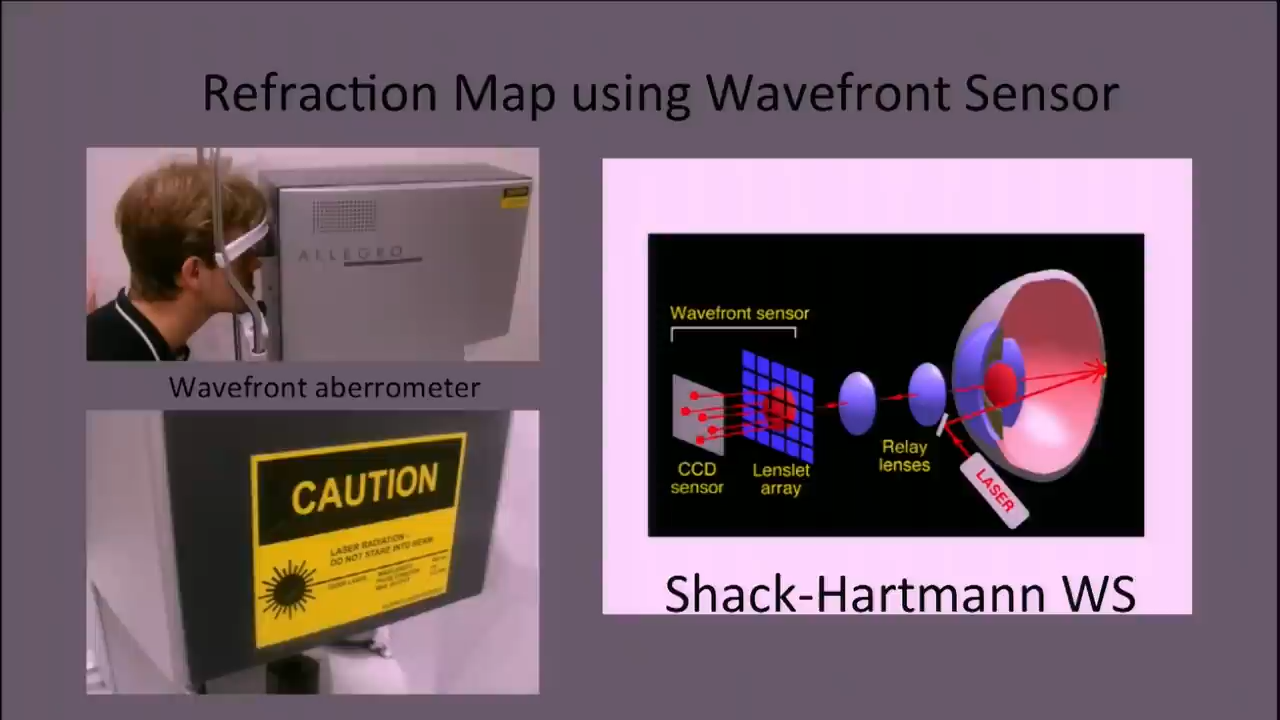 Refraction Map using Wavefront Sensor
ALLEGRO
Wavefront aberrometer
CAUTION
LASER RADIATION -
DO NOT STARE INTO BEAM
Wavefront sensor
CCD
sensor
Lenslet
array
Relay
lenses
LASER
Shack-Hartmann WS